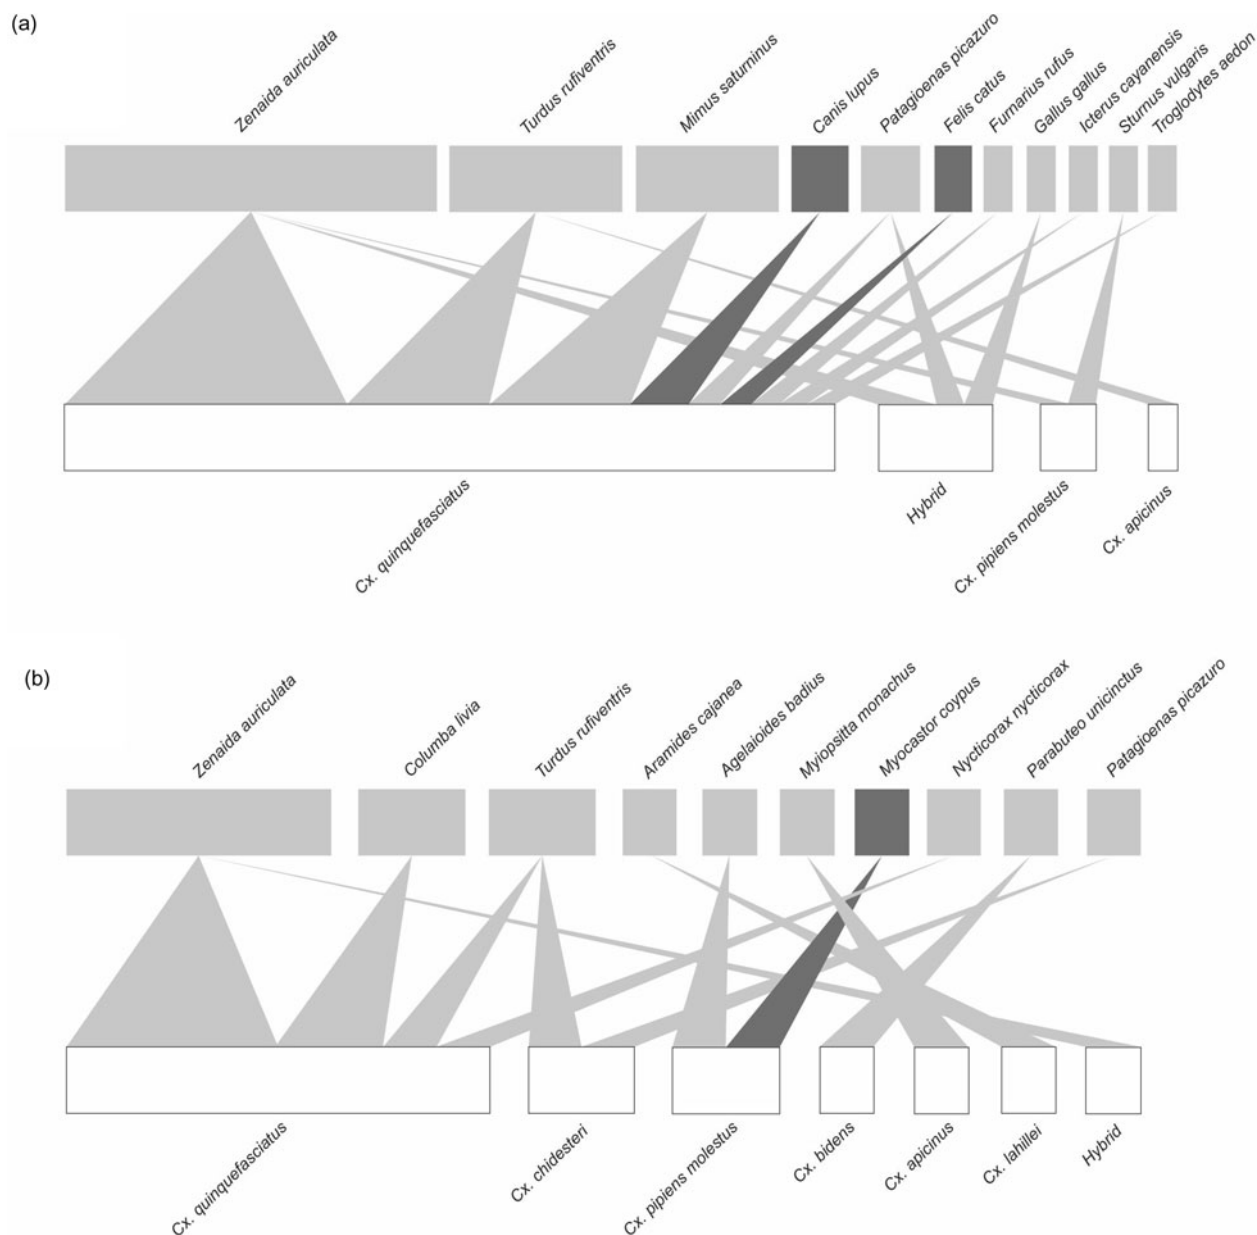 (a)
Zenaida auriculata
Turdus rufiventris
Mimus saturninus
Canis lupus
Patagioenas picazuro
Felis catus
Furnarius rufus
Gallus gallus
Icterus cayanensis
Sturnus vulgaris
Troglodytes aedon
Cx. quinquefasciatus
Hybrid
Cx. pipiens molestus
Cx. apicinus
(b)
Zenaida auriculata
Columba livia
Turdus rufiventris
Aramides cajanea
Agelaioides badius
Myiopsitta monachus
Myocastor coypus
Nycticorax nycticorax
Parabuteo unicinctus
Patagioenas picazuro
Cx. quinquefasciatus
Cx. chidesteri
Cx. pipiens molestus
Cx. bidens
Cx. apicinus
Cx. lahillei
Hybrid